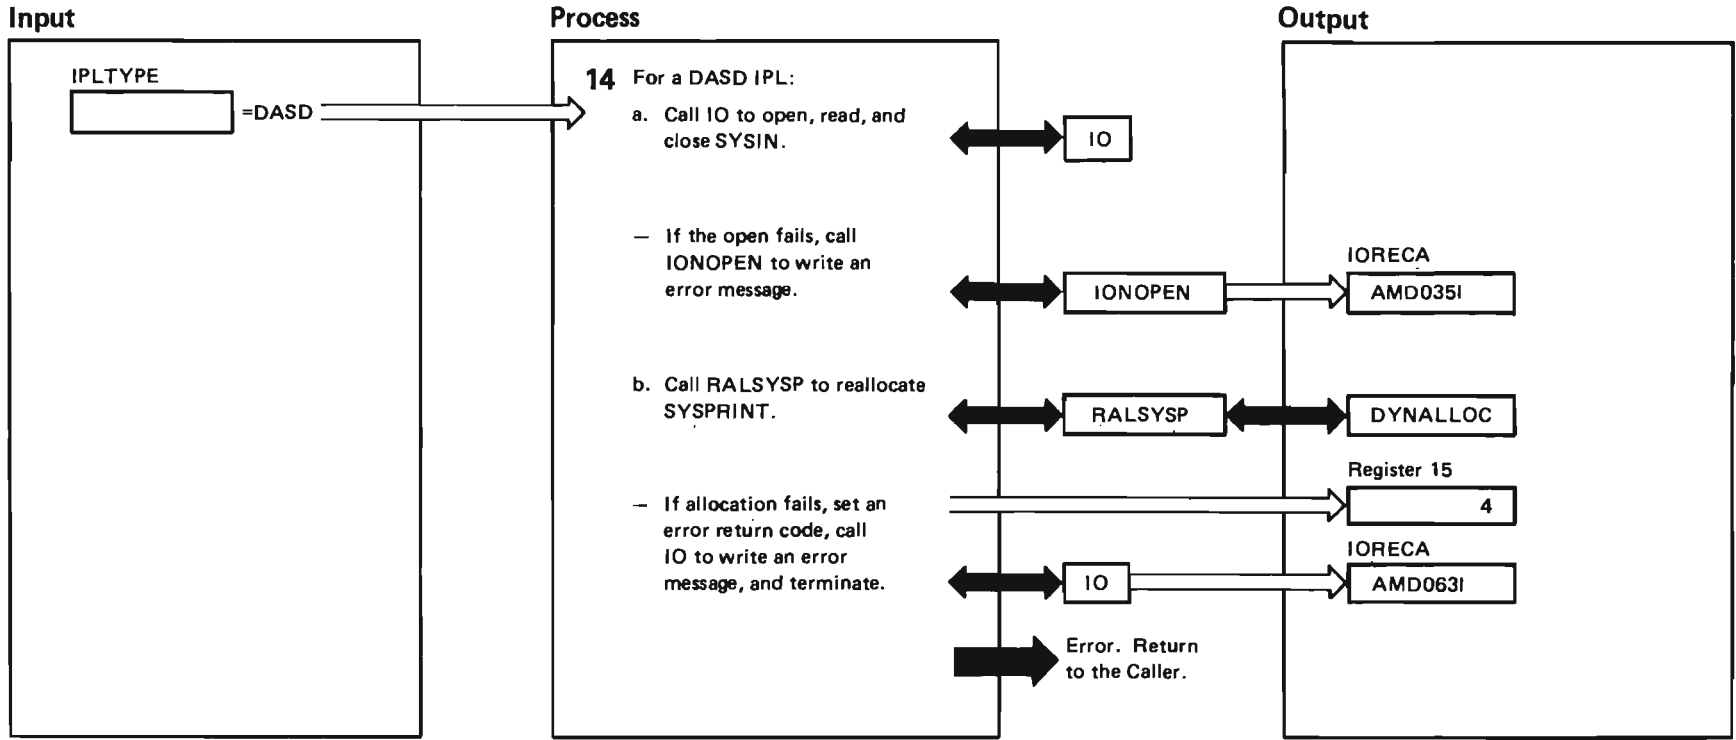 Input
Process
Output
IPLTYPE
=DASD
14 For a DASD IPL:
a. Call IO to open, read, and
close SYSIN.
IO
– If the open fails, call
IONOPEN to write an
error message.
IONOPEN
IORECA
AMD035I
b. Call RALSYSP to reallocate
SYSPRINT.
RALSYSP
DYNALLOC
– If allocation fails, set an
error return code, call
IO to write an error
message, and terminate.
Register 15
4
IO
IORECA
AMD063I
Error. Return
to the Caller.